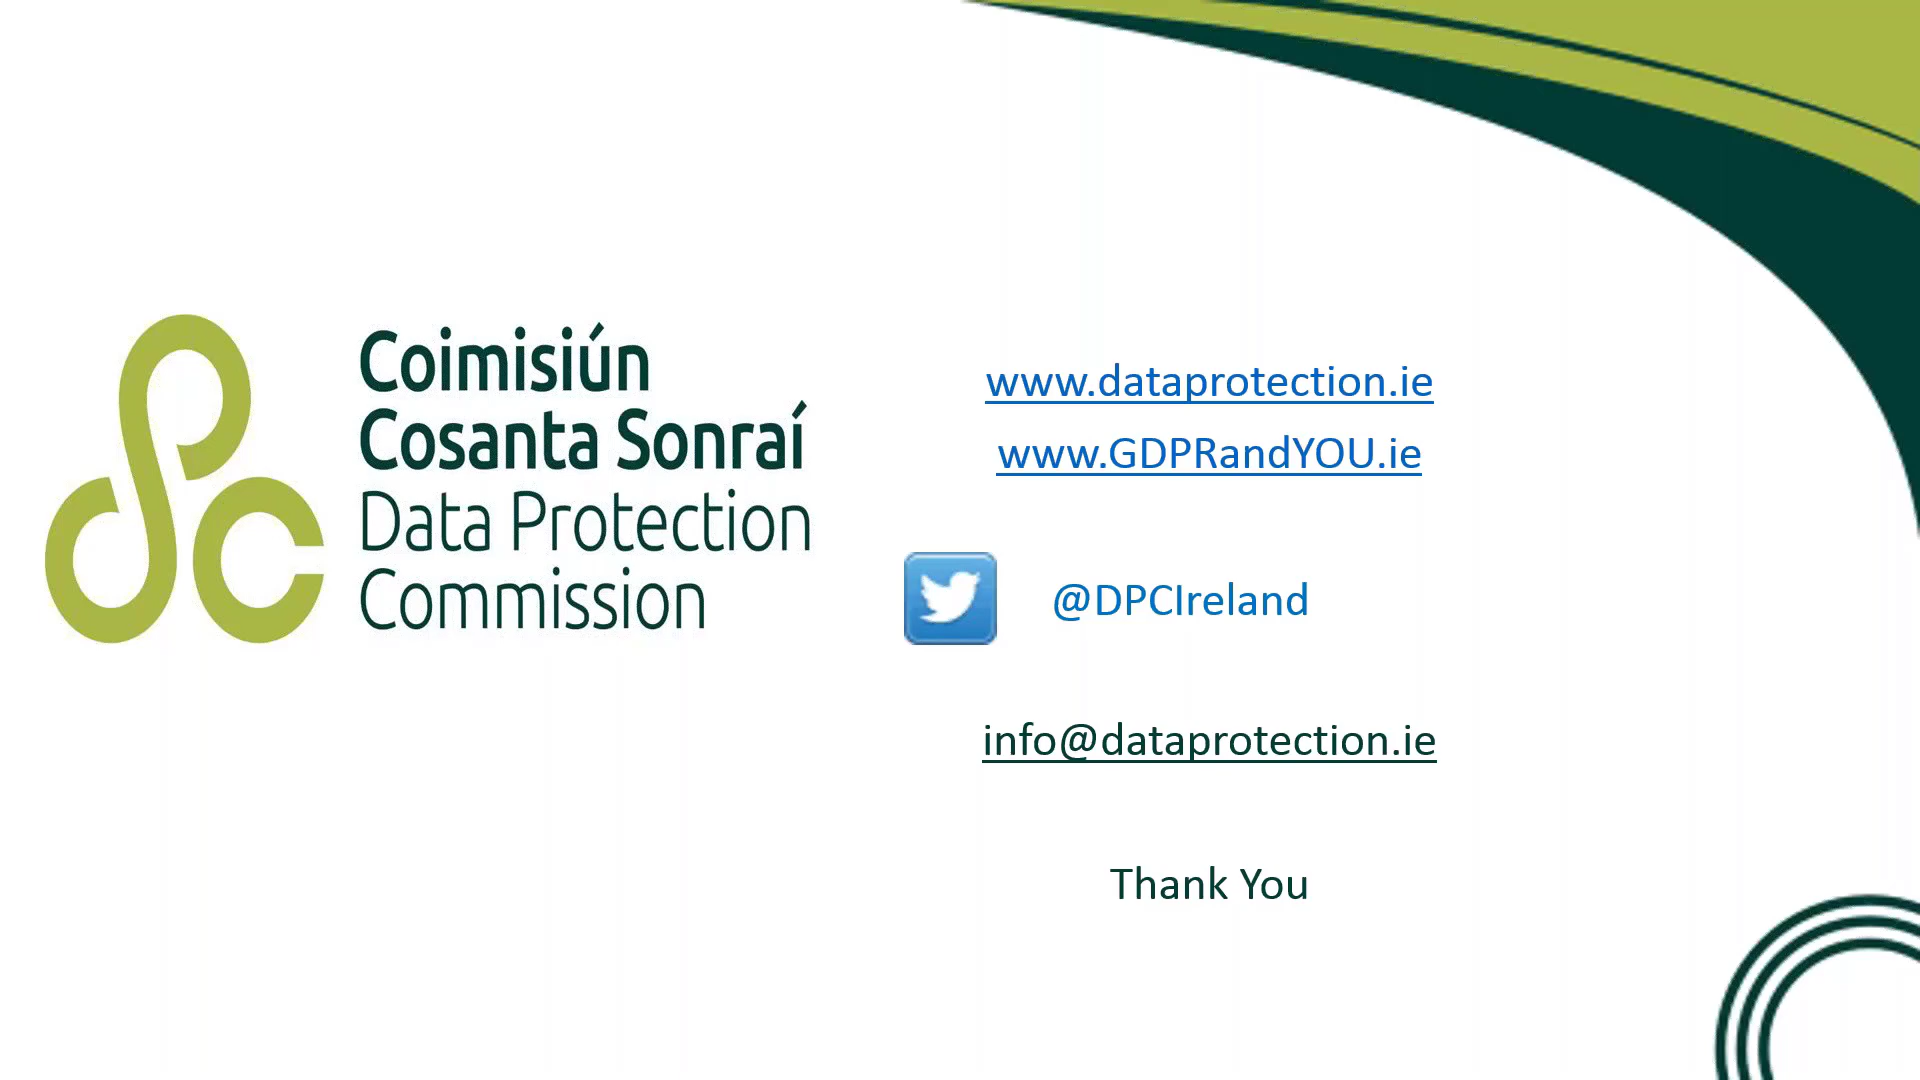 Coimisiún
Cosanta Sonraí
Data Protection
Commission
www.dataprotection.ie
www.GDPRandYOU.ie
@DPCIreland
info@dataprotection.ie
Thank You